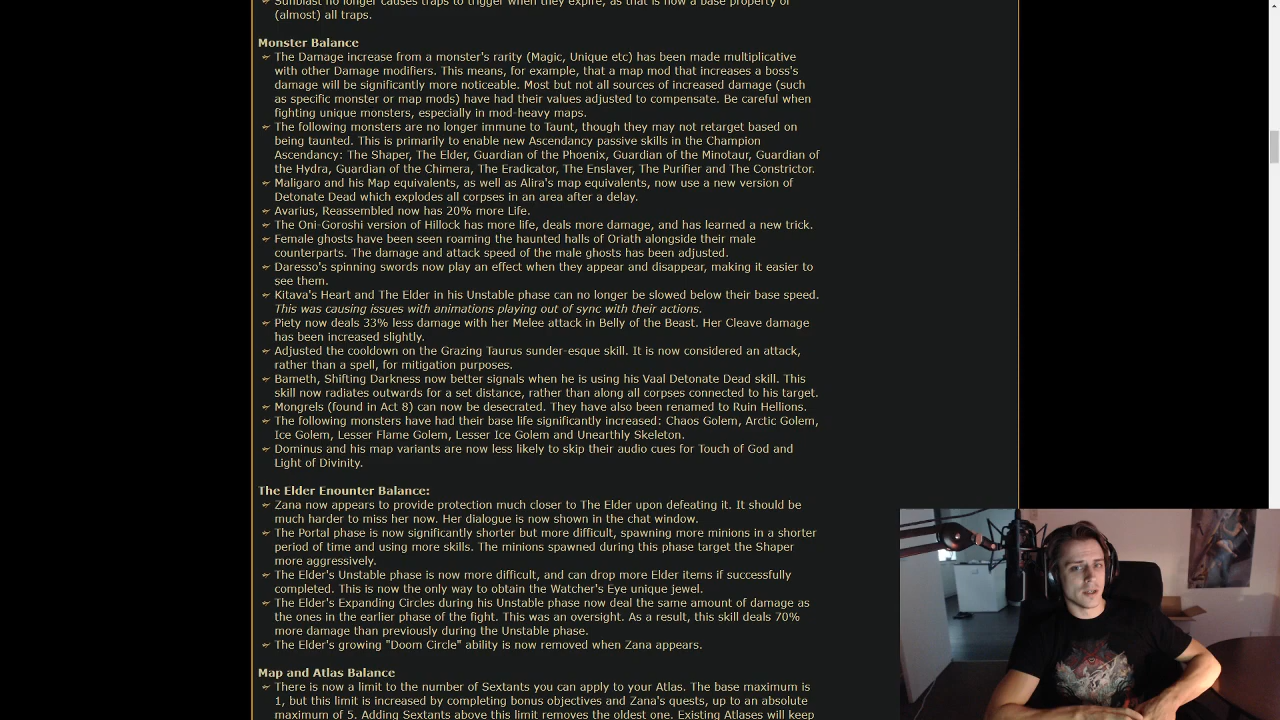 Sunblast no longer causes traps to trigger when they expire, as that is now a base property of
(almost) all traps.
Monster Balance
The Damage increase from a monster's rarity (Magic, Unique etc) has been made multiplicative
with other Damage modifiers. This means, for example, that a map mod that increases a boss's
damage will be significantly more noticeable. Most but not all sources of increased damage (such
as specific monster or map mods) have had their values adjusted to compensate. Be careful when
fighting unique monsters, especially in mod-heavy maps.
The following monsters are no longer immune to Taunt, though they may not retarget based on
being taunted. This is primarily to enable new Ascendancy passive skills in the Champion
Ascendancy: The Shaper, The Elder, Guardian of the Phoenix, Guardian of the Minotaur, Guardian of
the Hydra, Guardian of the Chimera, The Eradicator, The Enslaver, The Purifier and The Constrictor.
Maligaro and his Map equivalents, as well as Alira's map equivalents, now use a new version of
Detonate Dead which explodes all corpses in an area after a delay.
Avarius, Reassembled now has 20% more Life.
The Oni-Goroshi version of Hillock has more life, deals more damage, and has learned a new trick.
Female ghosts have been seen roaming the haunted halls of Oriath alongside their male
counterparts. The damage and attack speed of the male ghosts has been adjusted.
Daresso's spinning swords now play an effect when they appear and disappear, making it easier to
see them.
Kitava's Heart and The Elder in his Unstable phase can no longer be slowed below their base speed.
This was causing issues with animations playing out of sync with their actions.
Piety now deals 33% less damage with her Melee attack in Belly of the Beast. Her Cleave damage
has been increased slightly.
Adjusted the cooldown on the Grazing Taurus sunder-esque skill. It is now considered an attack,
rather than a spell, for mitigation purposes.
Bameth, Shifting Darkness now better signals when he is using his Vaal Detonate Dead skill. This
skill now radiates outwards for a set distance, rather than along all corpses connected to his target.
Mongrels (found in Act 8) can now be desecrated. They have also been renamed to Ruin Hellions.
The following monsters have had their base life significantly increased: Chaos Golem, Arctic Golem,
Ice Golem, Lesser Flame Golem, Lesser Ice Golem and Unearthly Skeleton.
Dominus and his map variants are now less likely to skip their audio cues for Touch of God and
Light of Divinity.
The Elder Enounter Balance:
Zana now appears to provide protection much closer to The Elder upon defeating it. It should be
much harder to miss her now. Her dialogue is now shown in the chat window.
The Portal phase is now significantly shorter but more difficult, spawning more minions in a shorter
period of time and using more skills. The minions spawned during this phase target the Shaper
more aggressively.
The Elder's Unstable phase is now more difficult, and can drop more Elder items if successfully
completed. This is now the only way to obtain the Watcher's Eye unique jewel.
The Elder's Expanding Circles during his Unstable phase now deal the same amount of damage as
the ones in the earlier phase of the fight. This was an oversight. As a result, this skill deals 70%
more damage than previously during the Unstable phase.
The Elder's growing "Doom Circle" ability is now removed when Zana appears.
Map and Atlas Balance
There is now a limit to the number of Sextants you can apply to your Atlas. The base maximum is
1, but this limit is increased by completing bonus objectives and Zana's quests, up to an absolute
maximum of 5. Adding Sextants above this limit removes the oldest one. Existing Atlases will keep